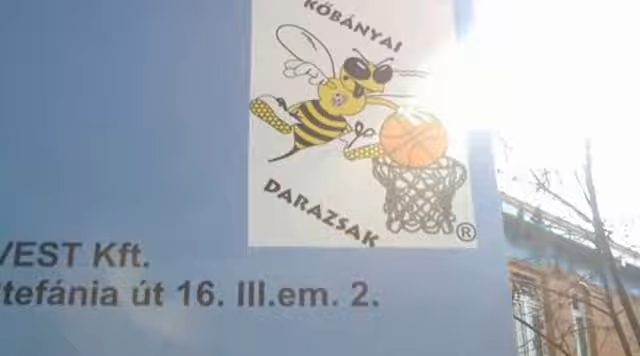 KŐBÁNYAI
DARAZSAK
®
VEST Kft.
tefánia út 16. III.em. 2.